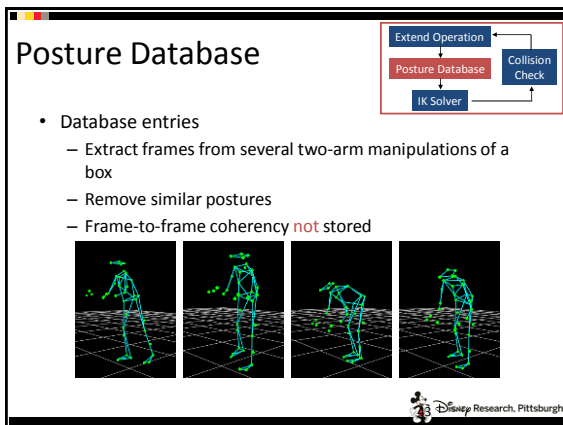 Posture Database
Extend Operation
Posture Database
Collision
Check
IK Solver
• Database entries
– Extract frames from several two-arm manipulations of a
box
– Remove similar postures
– Frame-to-frame coherency not stored
Disney Research, Pittsburgh